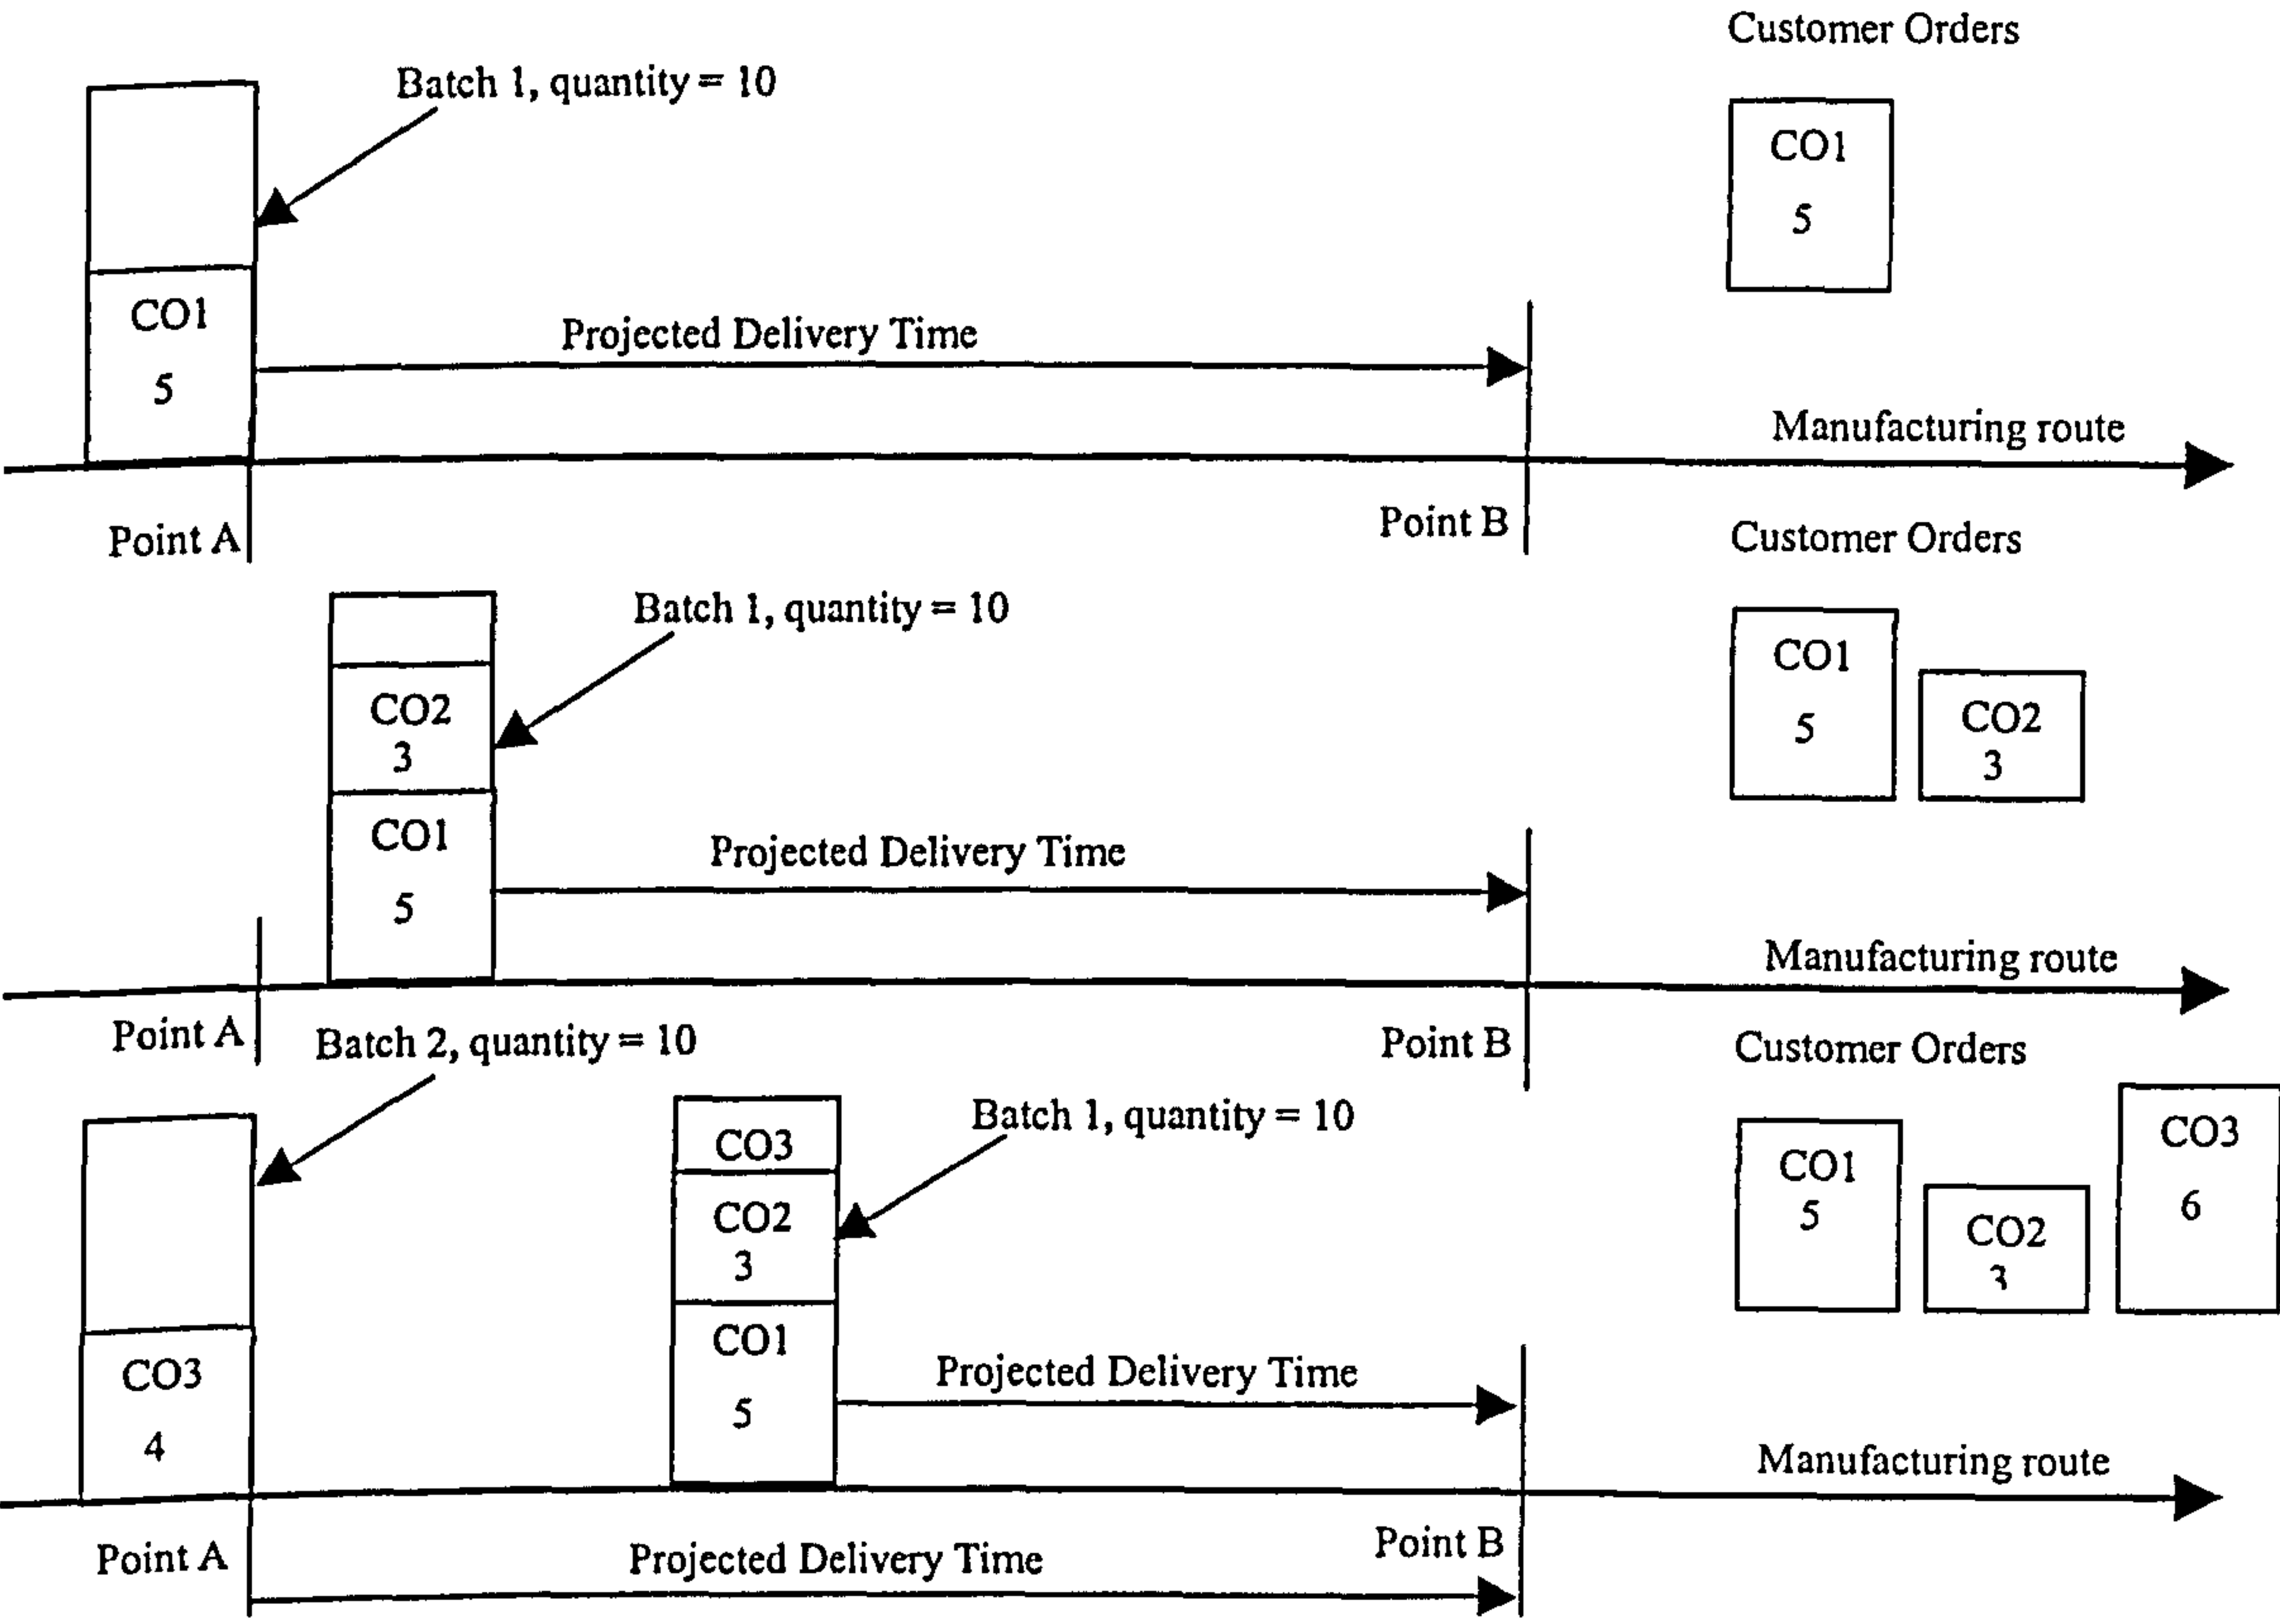 Customer Orders
Batch 1, quantity = 10
CO1
5
CO1
5
Projected Delivery Time
Manufacturing route
Point A
Point B
Customer Orders
Batch 1, quantity = 10
CO1
5
CO2
3
CO2
3
CO1
5
Projected Delivery Time
Manufacturing route
Point A
Point B
Batch 2, quantity = 10
Customer Orders
Batch 1, quantity = 10
CO3
CO2
3
CO1
5
CO1
5
CO2
3
CO3
6
CO3
4
Projected Delivery Time
Manufacturing route
Point A
Point B
Projected Delivery Time